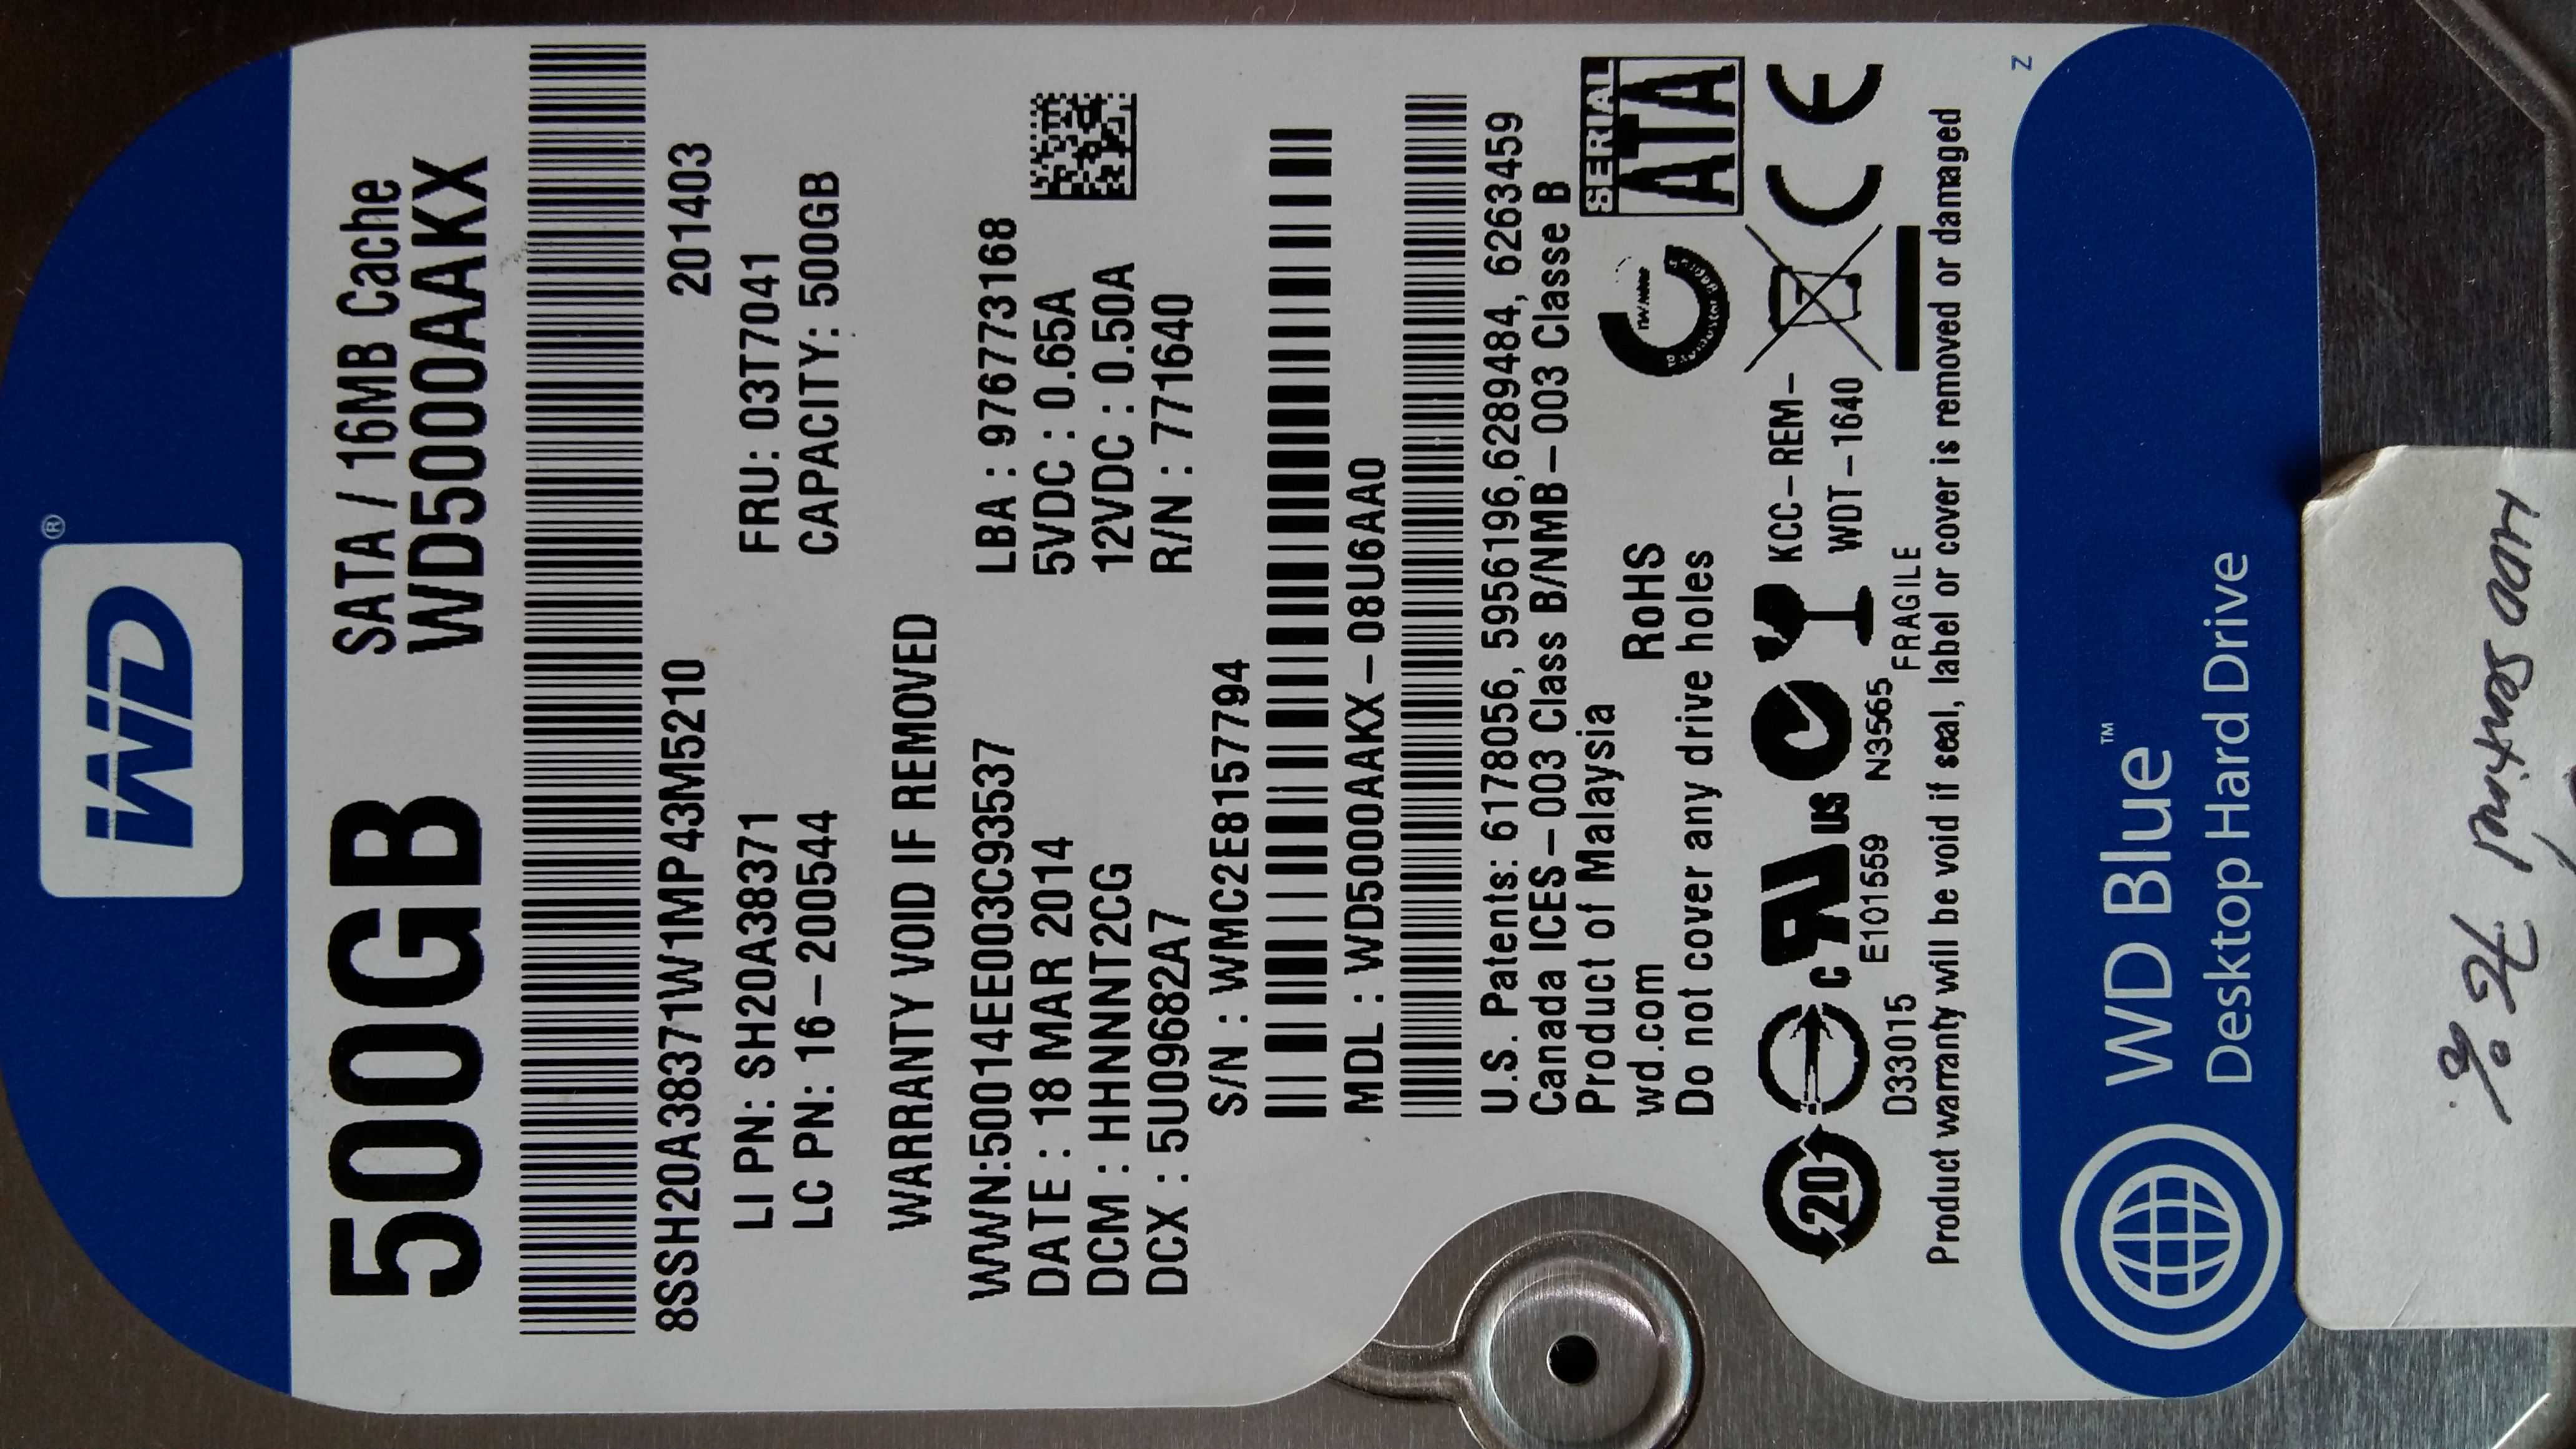 WD®
500GB
SATA / 16MB Cache
WD5000AAKX
8SSH20A38371W1MP43M5210 201403
LI PN: SH20A38371 FRU: 03T7041
LC PN: 16-200544 CAPACITY: 500GB
WARRANTY VOID IF REMOVED
WWN:50014EE003C93537 LBA : 976773168
DATE : 18 MAR 2014 5VDC : 0.65A
DCM : HHNNNT2CG 12VDC : 0.50A
DCX : 5U09682A7 R/N : 771640
S/N : WMC2E8157794
MDL : WD5000AAKX-08U6AA0
U.S. Patents: 6178056, 5956196,6289484, 6263459
Canada ICES-003 Class B/NMB-003 Classe B
Product of Malaysia
wd.com RoHS
Do not cover any drive holes
SERIAL
ATA
20
c US
D33015 E101559 N3565 FRAGILE
KCC-REM-
WDT-1640
CE
Product warranty will be void if seal, label or cover is removed or damaged
Z
WD Blue™
Desktop Hard Drive
HDD